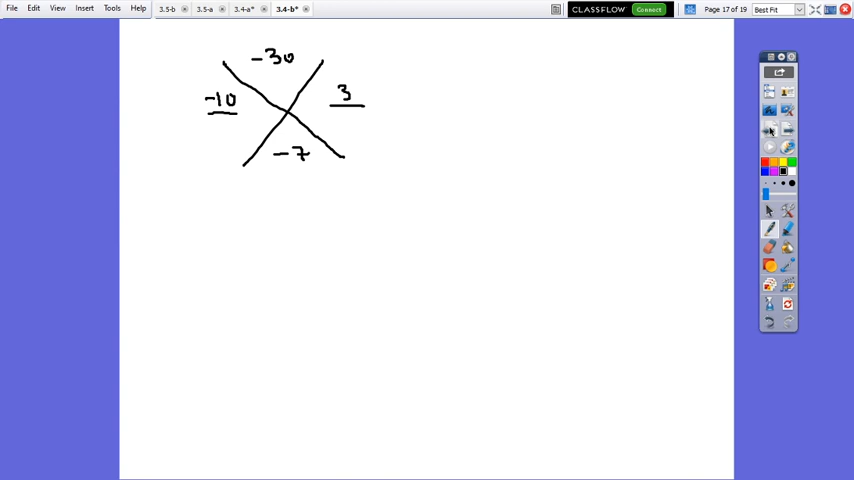 File Edit View Insert Tools Help 3.5-b 3.5-a 3.4-a* 3.4-b* CLASSFLOW Connect Page 17 of 19 Best Fit
-30
-10 3
-7